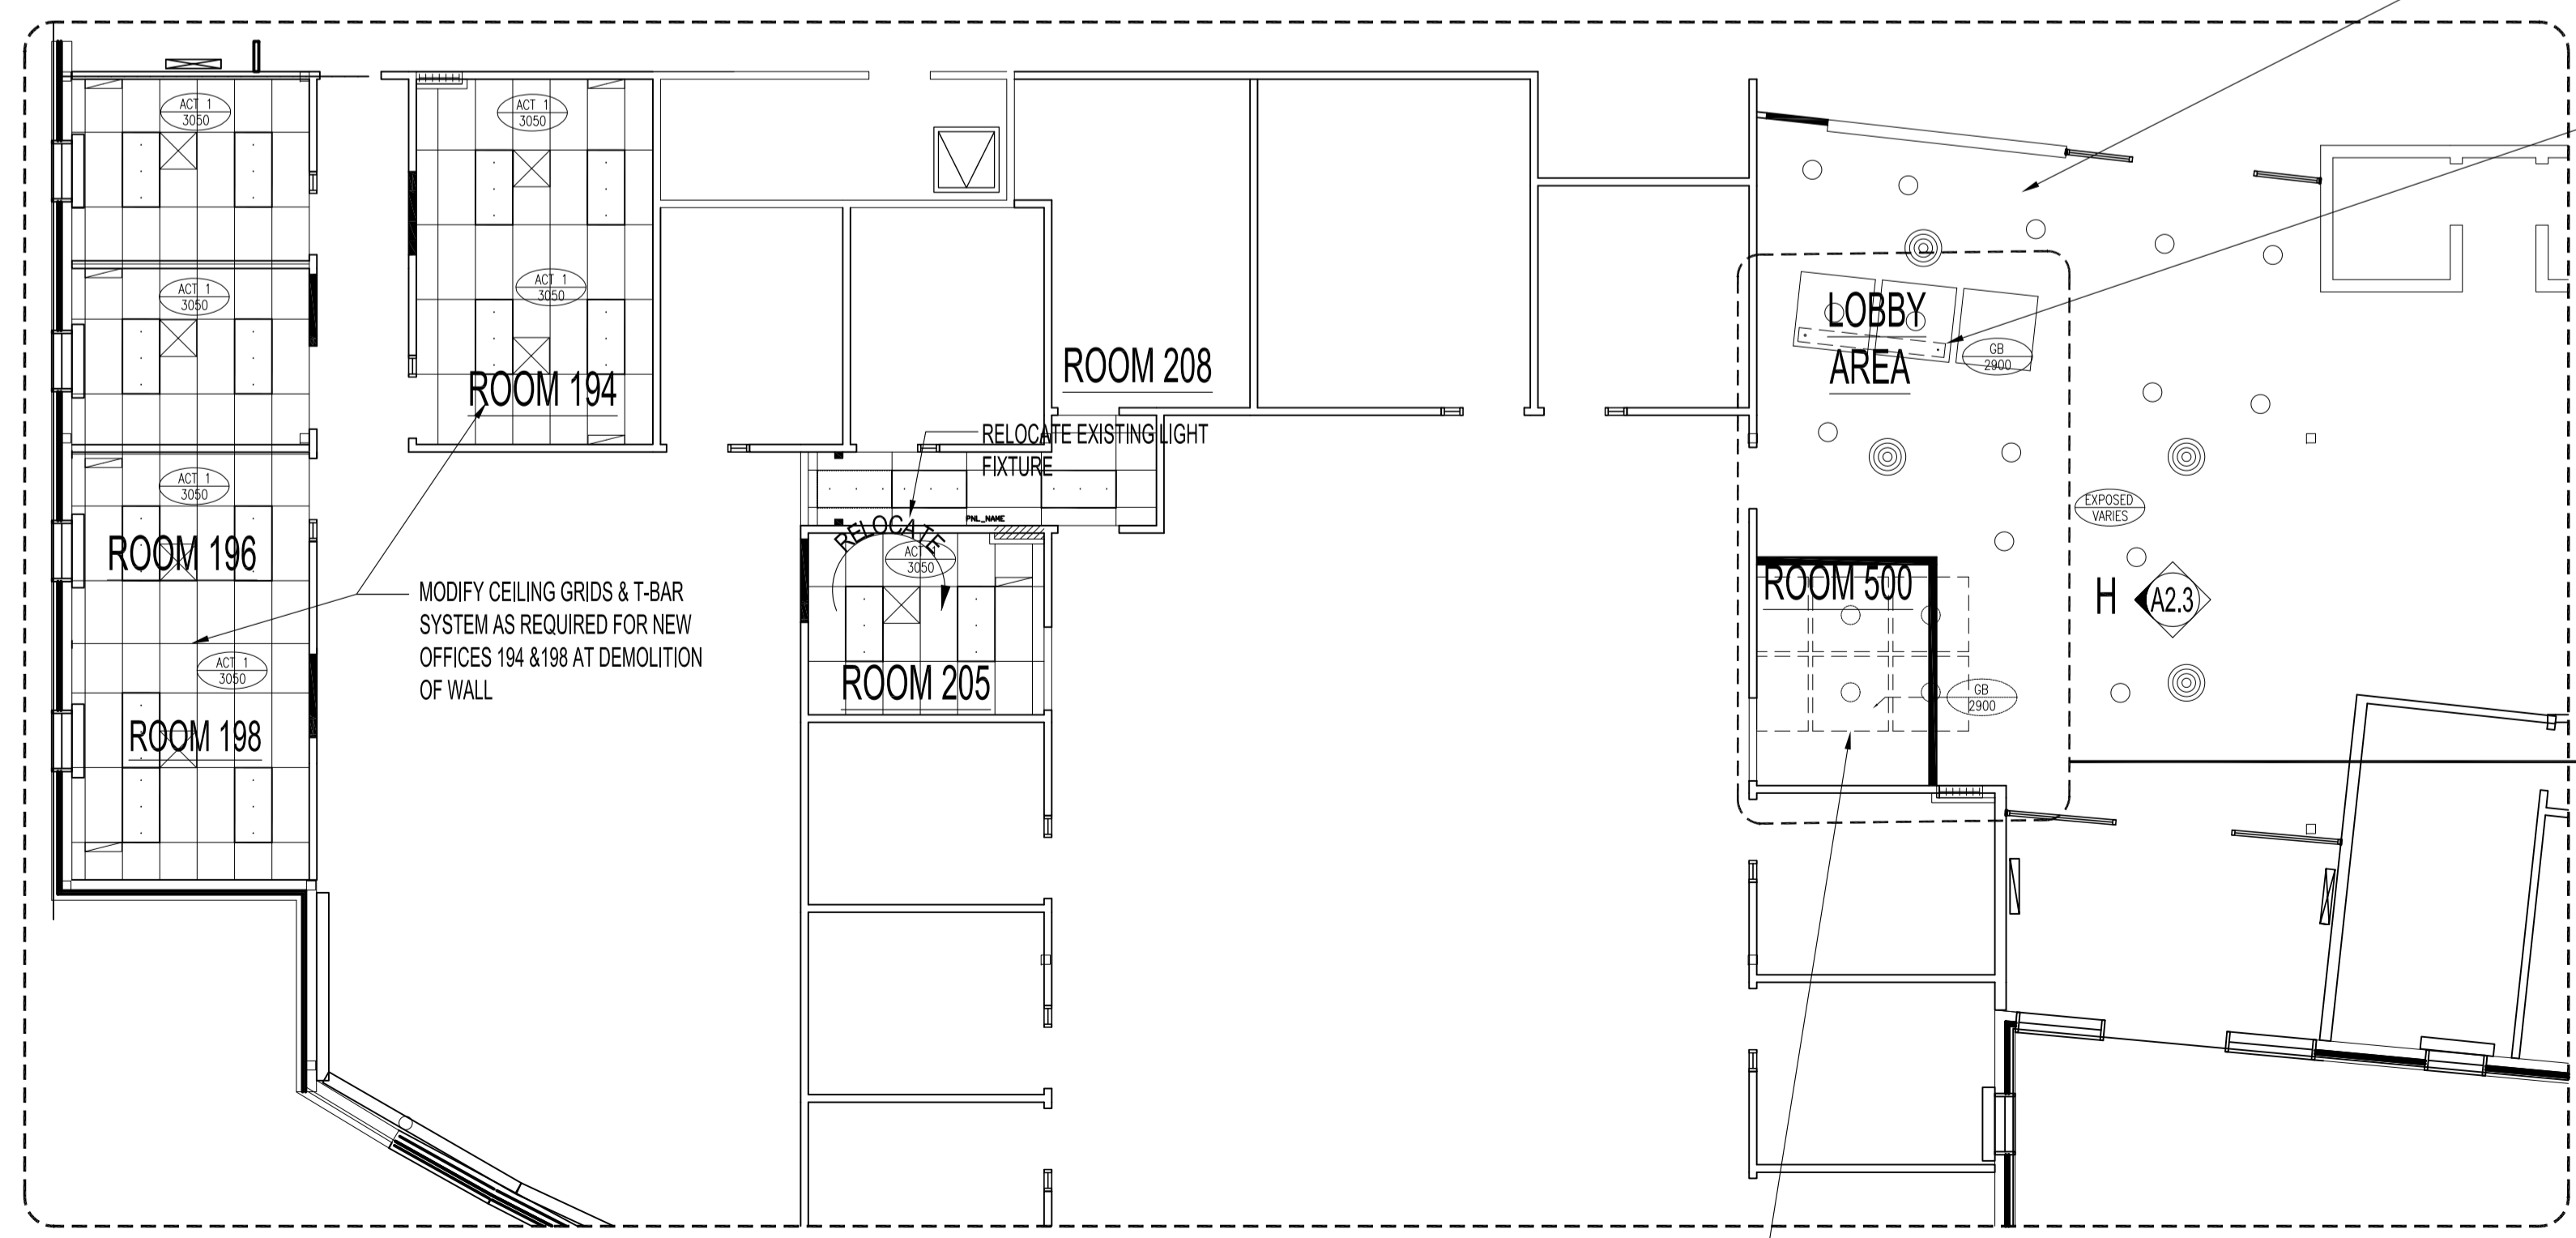 ACT 1
3050
ACT 1
3050
ACT 1
3050
ACT 1
3050
ROOM 194
ROOM 208
LOBBY
AREA
GB
2900
RELOCATE EXISTING LIGHT
FIXTURE
ACT 1
3050
ROOM 196
PNL_NAME
RELOCATE
ACT 1
3050
ROOM 205
EXPOSED
VARIES
ROOM 500
H
A2.3
GB
2900
MODIFY CEILING GRIDS & T-BAR
SYSTEM AS REQUIRED FOR NEW
OFFICES 194 &198 AT DEMOLITION
OF WALL
ACT 1
3050
ROOM 198